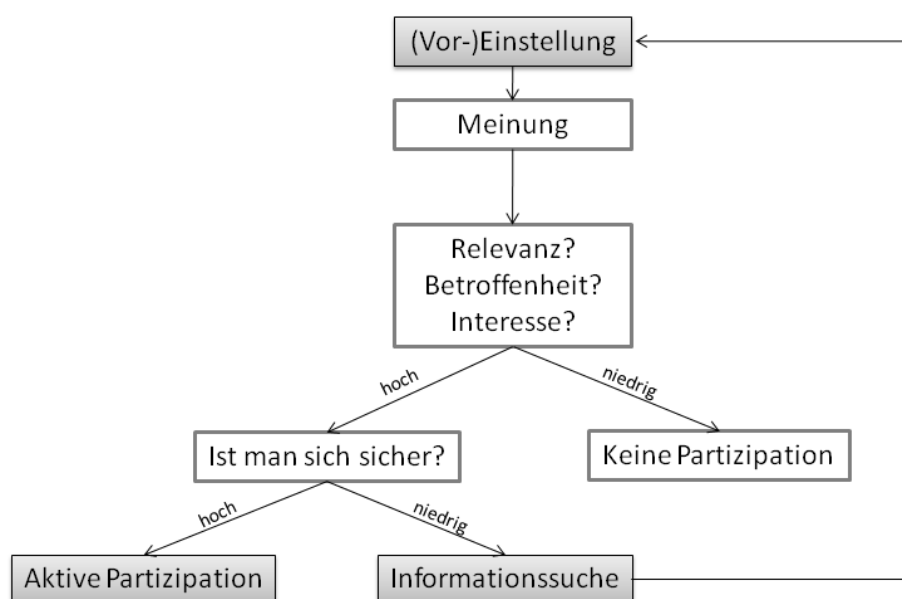 (Vor-)Einstellung
Meinung
Relevanz?
Betroffenheit?
Interesse?
hoch
niedrig
Ist man sich sicher?
Keine Partizipation
hoch
niedrig
Aktive Partizipation
Informationssuche